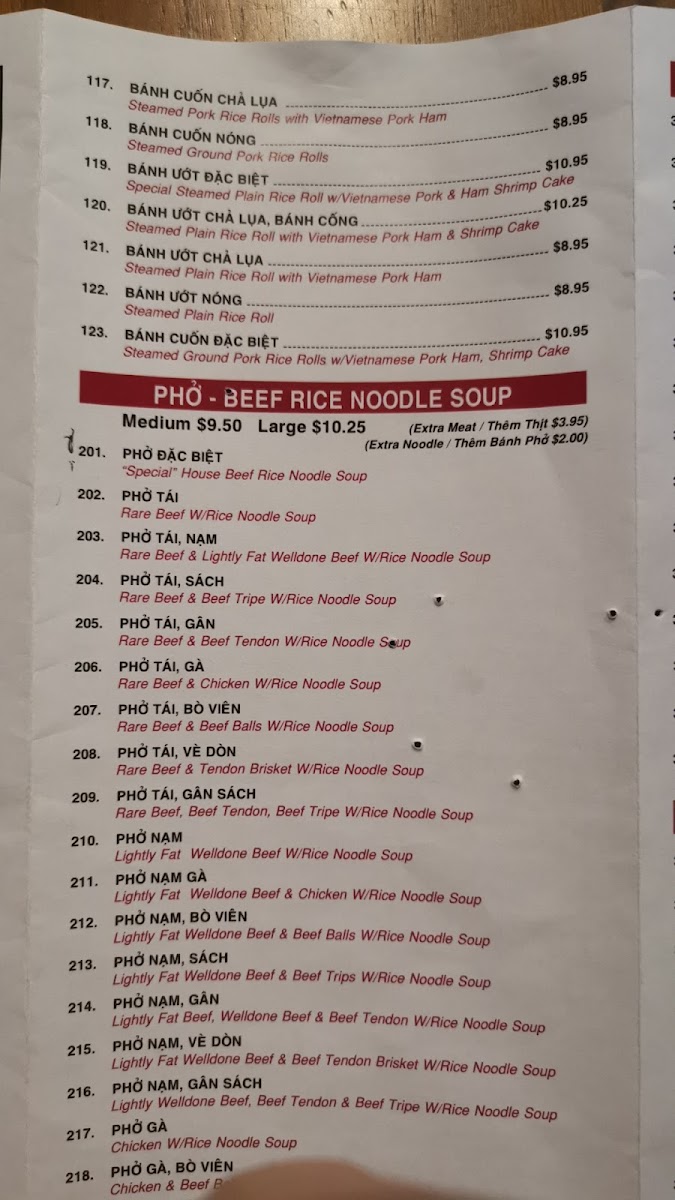 117. BÁNH CUỐN CHẢ LỤA $8.95
Steamed Pork Rice Rolls with Vietnamese Pork Ham
118. BÁNH CUỐN NÓNG $8.95
Steamed Ground Pork Rice Rolls
119. BÁNH ƯỚT ĐẶC BIỆT $10.95
Special Steamed Plain Rice Roll w/Vietnamese Pork & Ham Shrimp Cake
120. BÁNH ƯỚT CHẢ LỤA, BÁNH CỐNG $10.25
Steamed Plain Rice Roll with Vietnamese Pork Ham & Shrimp Cake
121. BÁNH ƯỚT CHẢ LỤA $8.95
Steamed Plain Rice Roll with Vietnamese Pork Ham
122. BÁNH ƯỚT NÓNG $8.95
Steamed Plain Rice Roll
123. BÁNH CUỐN ĐẶC BIỆT $10.95
Steamed Ground Pork Rice Rolls w/Vietnamese Pork Ham, Shrimp Cake
PHỞ - BEEF RICE NOODLE SOUP
Medium $9.50 Large $10.25 (Extra Meat / Thêm Thịt $3.95)
(Extra Noodle / Thêm Bánh Phở $2.00)
201. PHỞ ĐẶC BIỆT
"Special" House Beef Rice Noodle Soup
202. PHỞ TÁI
Rare Beef W/Rice Noodle Soup
203. PHỞ TÁI, NẠM
Rare Beef & Lightly Fat Welldone Beef W/Rice Noodle Soup
204. PHỞ TÁI, SÁCH
Rare Beef & Beef Tripe W/Rice Noodle Soup
205. PHỞ TÁI, GÂN
Rare Beef & Beef Tendon W/Rice Noodle Soup
206. PHỞ TÁI, GÀ
Rare Beef & Chicken W/Rice Noodle Soup
207. PHỞ TÁI, BÒ VIÊN
Rare Beef & Beef Balls W/Rice Noodle Soup
208. PHỞ TÁI, VÈ DÒN
Rare Beef & Tendon Brisket W/Rice Noodle Soup
209. PHỞ TÁI, GÂN SÁCH
Rare Beef, Beef Tendon, Beef Tripe W/Rice Noodle Soup
210. PHỞ NẠM
Lightly Fat Welldone Beef W/Rice Noodle Soup
211. PHỞ NẠM GÀ
Lightly Fat Welldone Beef & Chicken W/Rice Noodle Soup
212. PHỞ NẠM, BÒ VIÊN
Lightly Fat Welldone Beef & Beef Balls W/Rice Noodle Soup
213. PHỞ NẠM, SÁCH
Lightly Fat Welldone Beef & Beef Trips W/Rice Noodle Soup
214. PHỞ NẠM, GÂN
Lightly Fat Beef, Welldone Beef & Beef Tendon W/Rice Noodle Soup
215. PHỞ NẠM, VÈ DÒN
Lightly Fat Welldone Beef & Beef Tendon Brisket W/Rice Noodle Soup
216. PHỞ NẠM, GÂN SÁCH
Lightly Welldone Beef, Beef Tendon & Beef Tripe W/Rice Noodle Soup
217. PHỞ GÀ
Chicken W/Rice Noodle Soup
218. PHỞ GÀ, BÒ VIÊN
Chicken & Beef